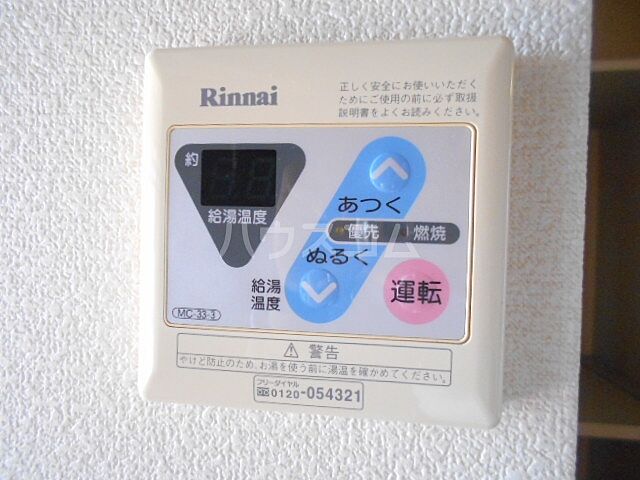 Rinnai
正しく安全にお使いいただく
ためにご使用の前に必ず取扱
説明書をよくお読みください。
約
給湯温度
あつく
優先
燃焼
ぬるく
給湯
温度
運転
MC-33-3
⚠ 警告
やけど防止のため、お湯を使う前に湯温を確かめてください。
フリーダイヤル
0120-054321
ハウスコム